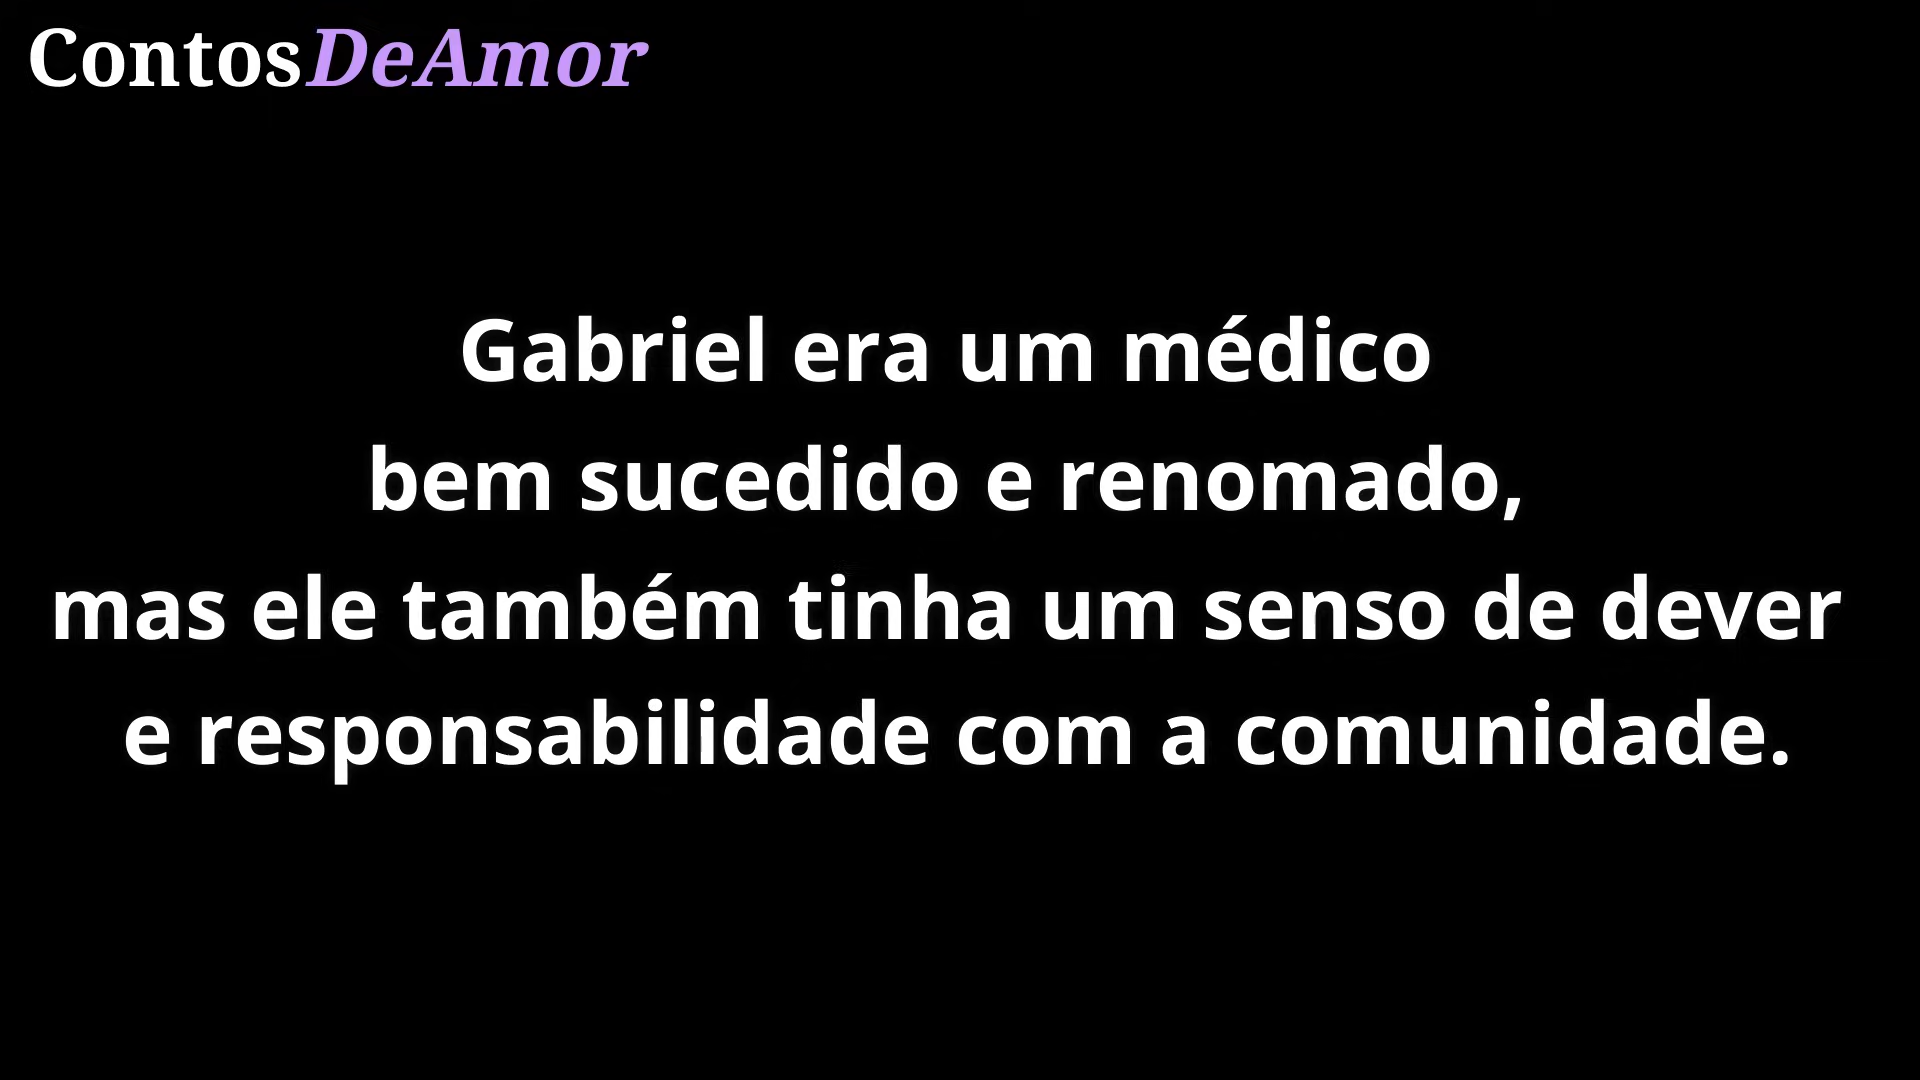 ContosDeAmor
Gabriel era um médico
bem sucedido e renomado,
mas ele também tinha um senso de dever
e responsabilidade com a comunidade.